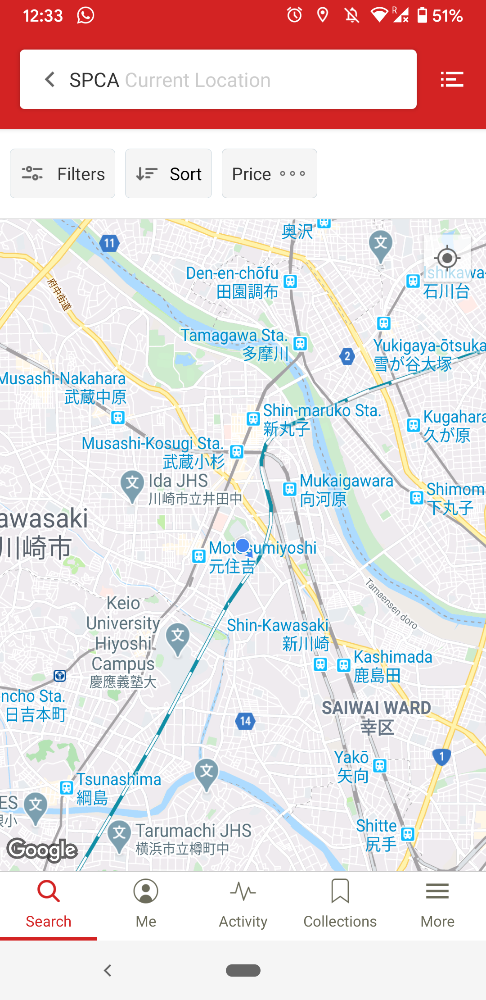 12:33
R
51%
SPCA Current Location
Filters
Sort
Price
奥沢
11
文
Den-en-chōfu
田園調布
Ishikawa-
石川台
府中街道
Tamagawa Sta.
多摩川
2
Yukigaya-ōtsuka
雪が谷大塚
Musashi-Nakahara
武蔵中原
Shin-maruko Sta.
新丸子
Kugahara
久が原
Musashi-Kosugi Sta.
武蔵小杉
文
Ida JHS
川崎市立井田中
Mukaigawara
向河原
Shimom
下丸子
awasaki
川崎市
Motosumiyoshi
元住吉
Tamaensen doro
Keio
University
Hiyoshi
Campus
慶應義塾大
文
Shin-Kawasaki
新川崎
Kashimada
鹿島田
ncho Sta.
日吉本町
14
SAIWAI WARD
幸区
1
Yakō
矢向
文
Tsunashima
綱島
ES
文
Shitte
尻手
文
Tarumachi JHS
横浜市立樽町中
Google
Search
Me
Activity
Collections
More